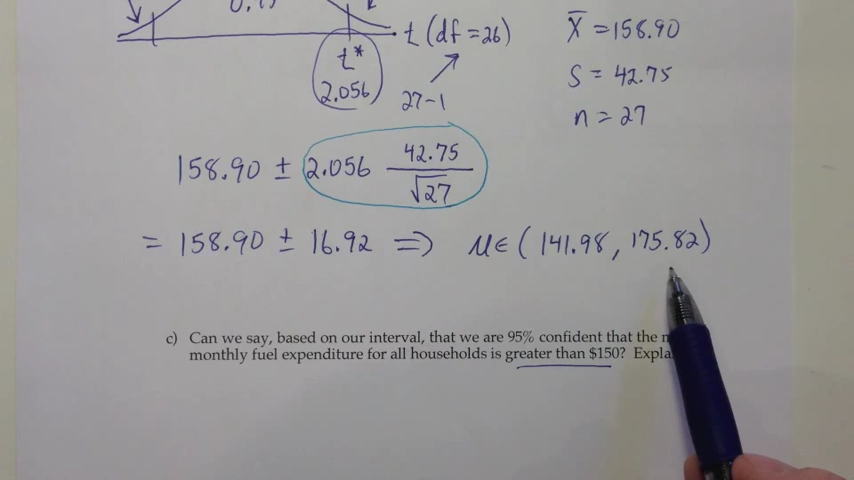 t (df = 26)
t*
2.056
27-1
x̄ = 158.90
s = 42.75
n = 27
158.90 ± 2.056 42.75/√27
= 158.90 ± 16.92 ⇒ μ∈ (141.98, 175.82)
c) Can we say, based on our interval, that we are 95% confident that the
monthly fuel expenditure for all households is greater than $150?